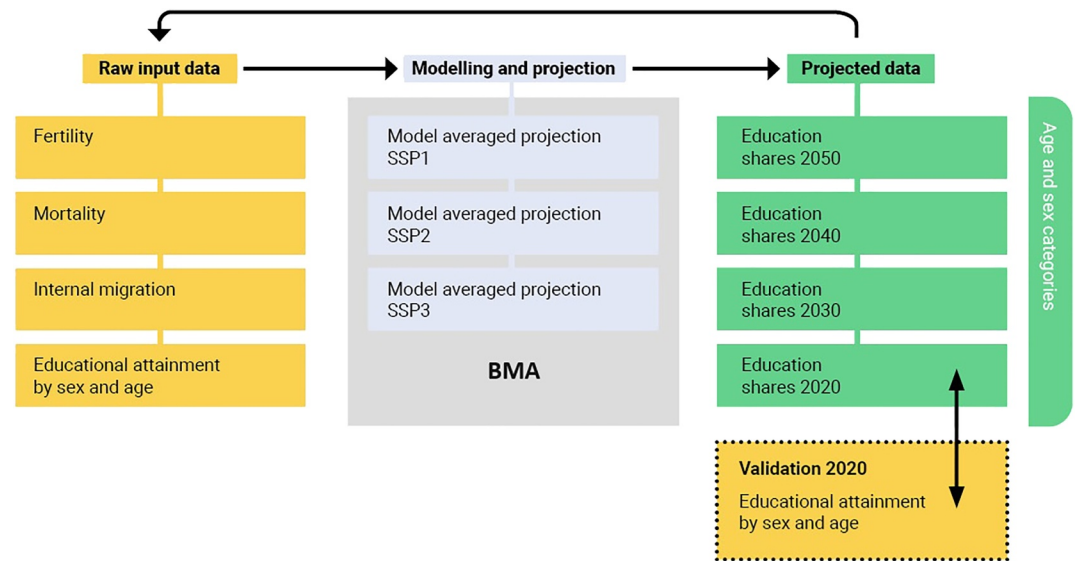 Raw input data
Fertility
Mortality
Internal migration
Educational attainment
by sex and age
Modelling and projection
Model averaged projection
SSP1
Model averaged projection
SSP2
Model averaged projection
SSP3
BMA
Projected data
Education
shares 2050
Education
shares 2040
Education
shares 2030
Education
shares 2020
Age and sex categories
Validation 2020
Educational attainment
by sex and age